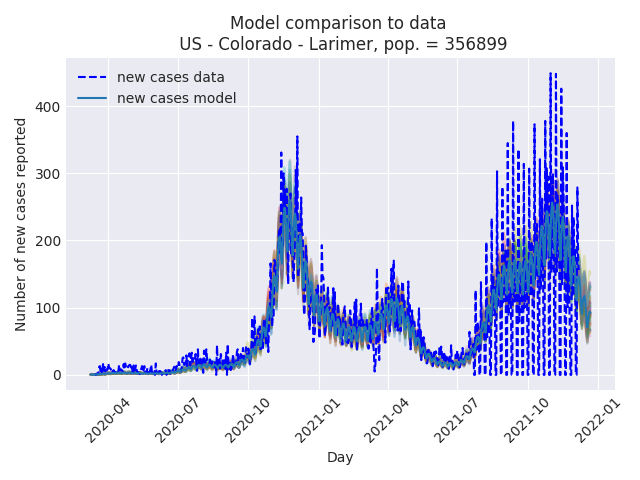 Model comparison to data
US - Colorado - Larimer, pop. = 356899
new cases data
new cases model
Number of new cases reported
400
300
200
100
0
2020-04
2020-07
2020-10
2021-01
2021-04
2021-07
2021-10
2022-01
Day